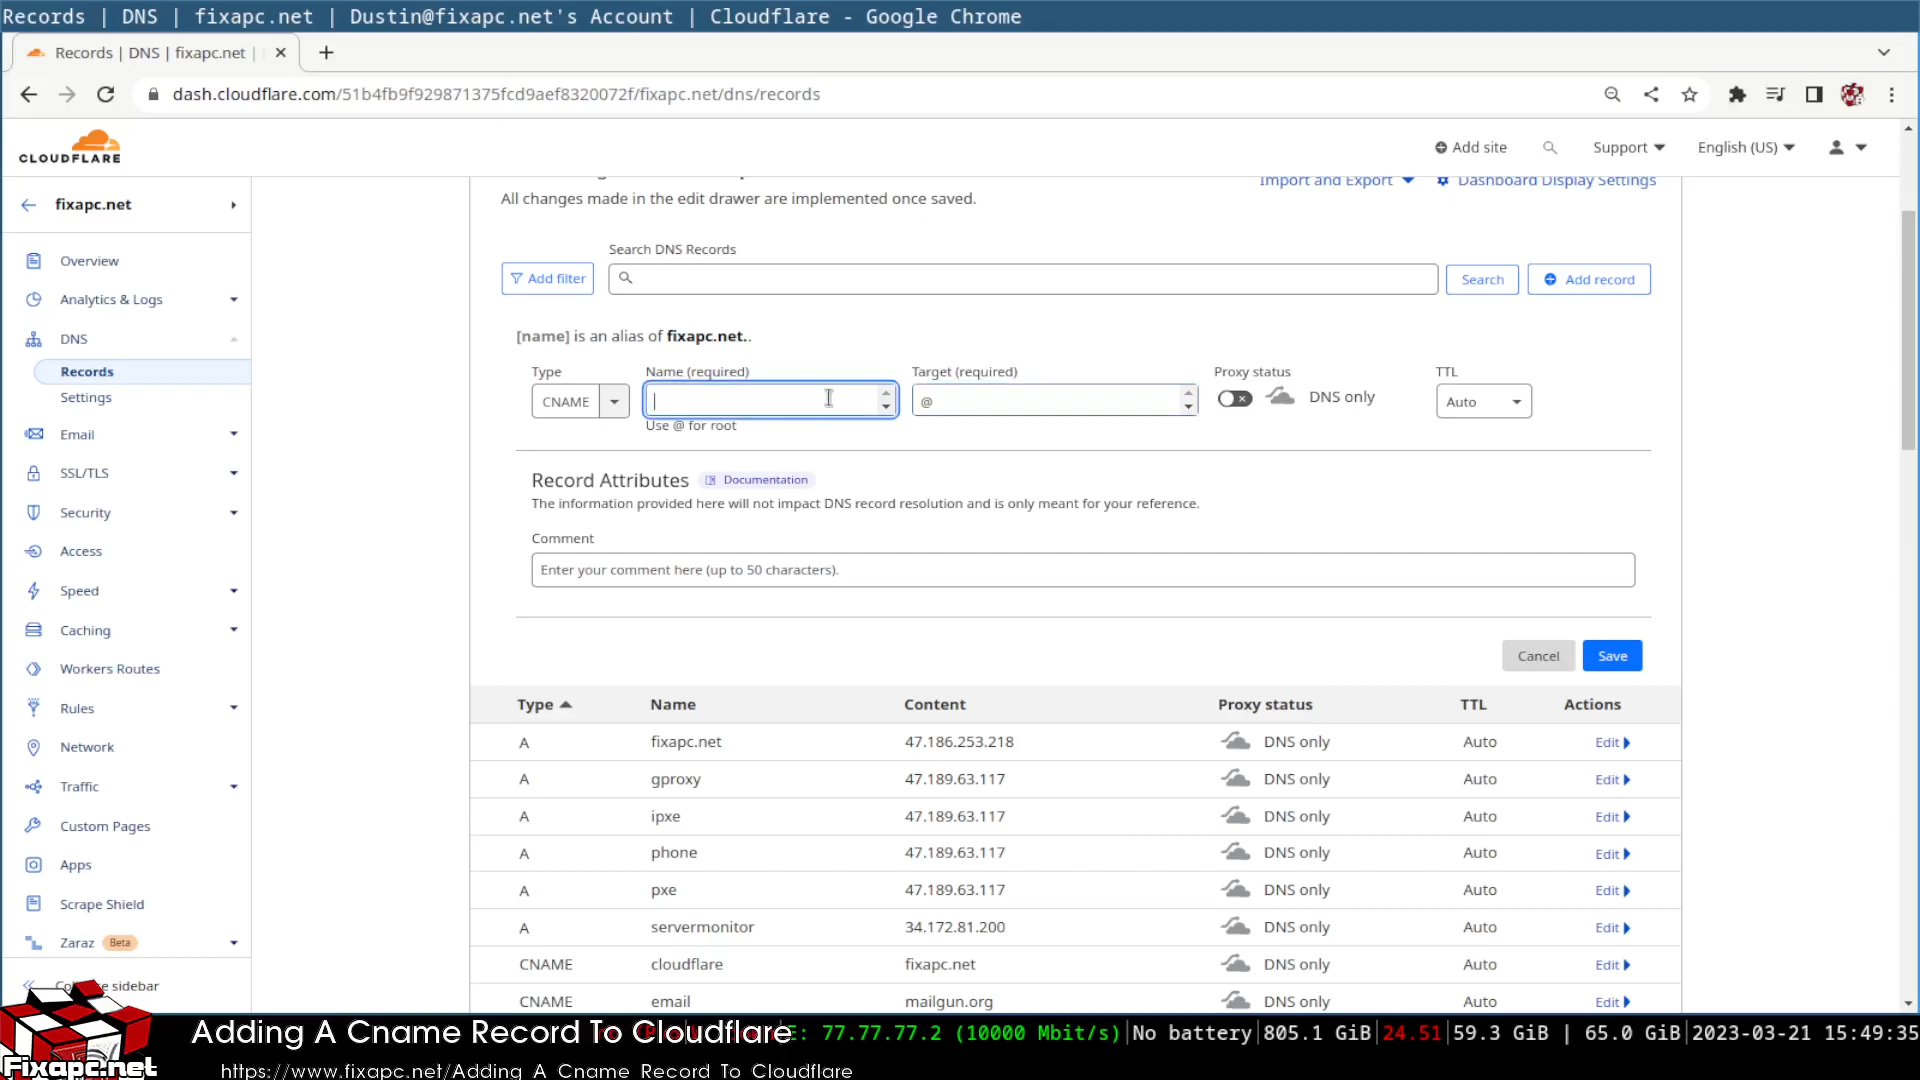 Records | DNS | fixapc.net | Dustin@fixapc.net's Account | Cloudflare - Google Chrome
Records | DNS | fixapc.net |
dash.cloudflare.com/51b4fb9f929871375fcd9aef8320072f/fixapc.net/dns/records
CLOUDFLARE
Add site
Support
English (US)
fixapc.net
Overview
Analytics & Logs
DNS
Records
Settings
Email
SSL/TLS
Security
Access
Speed
Caching
Workers Routes
Rules
Network
Traffic
Custom Pages
Apps
Scrape Shield
Zaraz Beta
sidebar
Import and Export
Dashboard Display Settings
All changes made in the edit drawer are implemented once saved.
Search DNS Records
Add filter
Search
Add record
[name] is an alias of fixapc.net..
Type Name (required) Target (required) Proxy status TTL
CNAME @ DNS only Auto
Use @ for root
Record Attributes Documentation
The information provided here will not impact DNS record resolution and is only meant for your reference.
Comment
Enter your comment here (up to 50 characters).
Cancel Save
Type Name Content Proxy status TTL Actions
A fixapc.net 47.186.253.218 DNS only Auto Edit
A gproxy 47.189.63.117 DNS only Auto Edit
A ipxe 47.189.63.117 DNS only Auto Edit
A phone 47.189.63.117 DNS only Auto Edit
A pxe 47.189.63.117 DNS only Auto Edit
A servermonitor 34.172.81.200 DNS only Auto Edit
CNAME cloudflare fixapc.net DNS only Auto Edit
CNAME email mailgun.org DNS only Auto Edit
Adding A Cname Record To Cloudflare E: 77.77.77.2 (10000 Mbit/s)|No battery|805.1 GiB|24.51|59.3 GiB | 65.0 GiB|2023-03-21 15:49:35
Fixapc.net
https://www.fixapc.net/Adding A Cname Record To Cloudflare